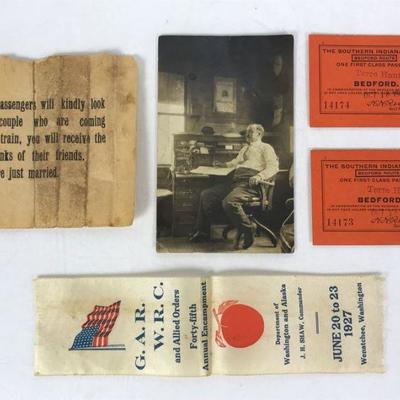 assengers will kindly look
couple who are coming
train, you will receive the
nks of their friends,
re just married.
THE SOUTHERN INDIANA
BEDFORD ROUTE
ONE FIRST CLASS PASS
Terre Hau
BEDFORD,
14174
THE SOUTHERN INDIANA
BEDFORD ROUTE
ONE FIRST CLASS PASS
Terre Ha
BEDFORD,
14173
G. A. R.
W. R. C.
and Allied Orders
Forty-fifth
Annual Encampment
Department of
Washington and Alaska
J. H. SHAW, Commander
JUNE 20 to 23
1927
Wenatchee, Washington